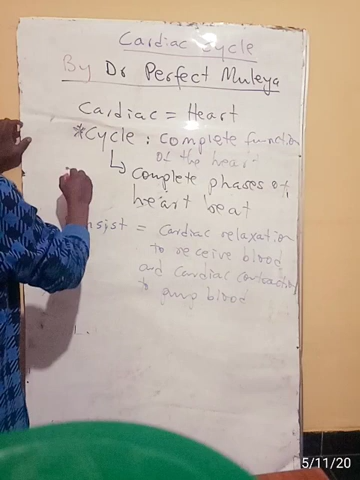 Cardiac Cycle
By Dr Perfect Muleya
Cardiac = Heart
*Cycle : complete function
of the heart
↳ complete phases of
heart beat
= cardiac relaxation
to receive blood
and cardiac contraction
to pump blood
5/11/20